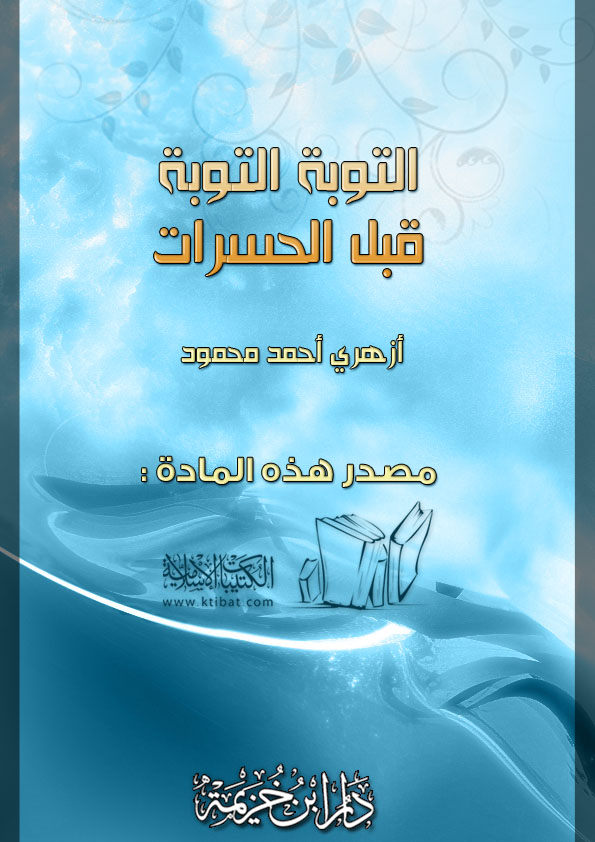 التوبة التوبة
قبل الحسرات
أزهري أحمد محمود
مصدر هذه المادة :
الكتيبات الإسلامية
www.ktibat.com
دار ابن خزيمة